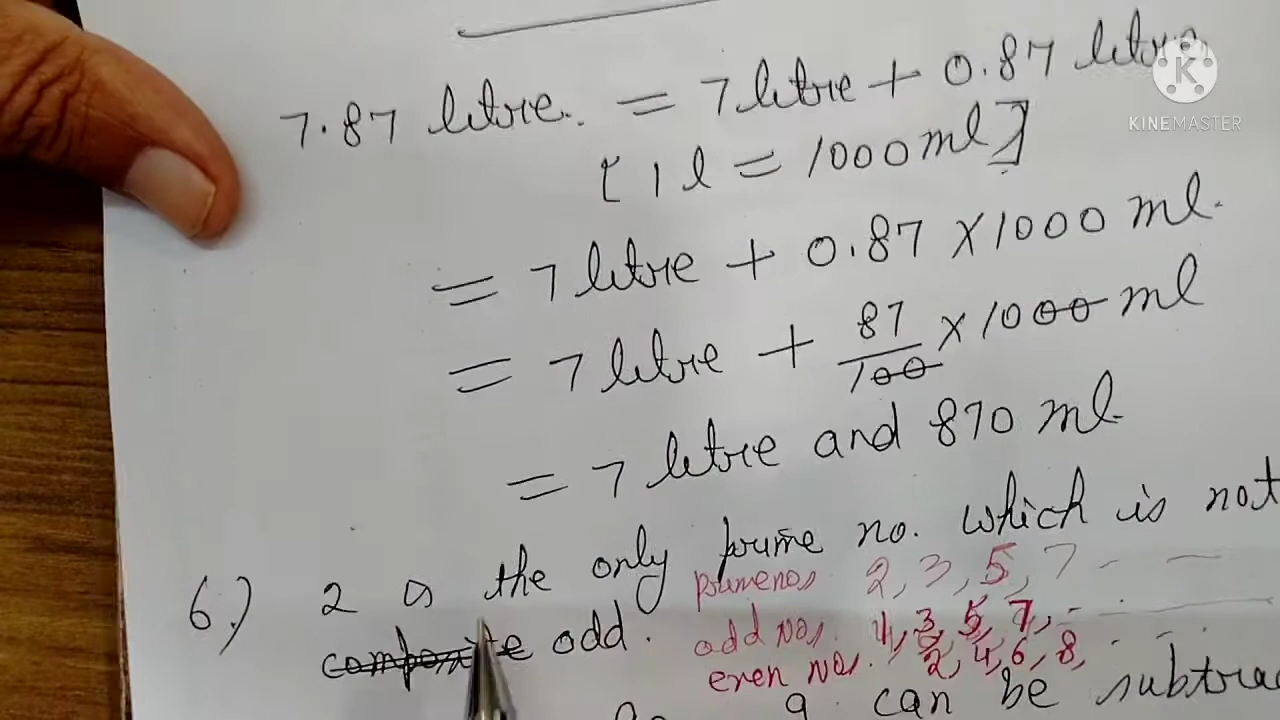 7.87 litre. = 7 litre + 0.87 litre
KINEMASTER
[1 l = 1000 ml]
= 7 litre + 0.87 × 1000 ml.
= 7 litre + 87/100 × 1000 ml
= 7 litre and 870 ml.
6.) 2 is the only prime no. which is not
composite odd.
prime nos 2, 3, 5, 7 - -
odd nos. 1, 3, 5, 7, - -
even nos. 2, 4, 6, 8, - -
9 can be subtrac